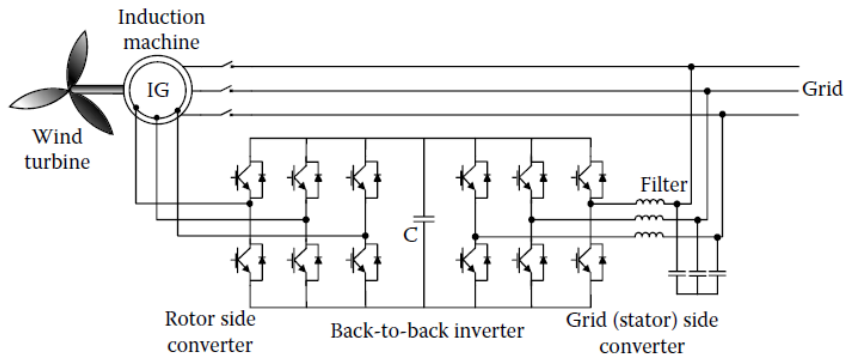 Induction
machine
IG
Grid
Wind
turbine
Filter
C
Rotor side
converter
Back-to-back inverter
Grid (stator) side
converter